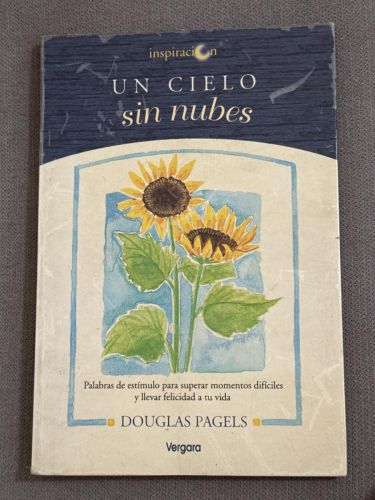 inspiración
UN CIELO
sin nubes
Palabras de estímulo para superar momentos difíciles
y llevar felicidad a tu vida
DOUGLAS PAGELS
Vergara